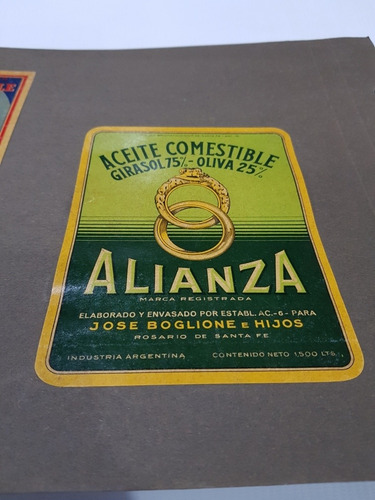 ACEITE COMESTIBLE
GIRASOL 75% - OLIVA 25%
ALIANZA
MARCA REGISTRADA
ELABORADO Y ENVASADO POR ESTABL. AC.-6- PARA
JOSE BOGLIONE E HIJOS
ROSARIO DE SANTA FE
INDUSTRIA ARGENTINA CONTENIDO NETO 1,500 LTS.